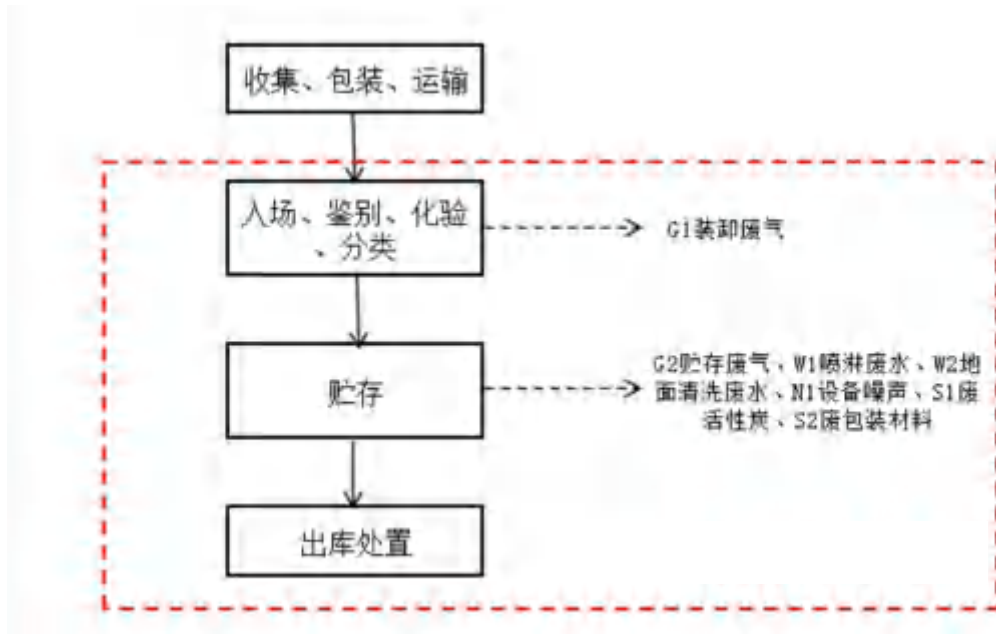 收集、包装、运输
入场、鉴别、化验
、分类
G1装卸废气
贮存
G2贮存废气、W1喷淋废水、W2地
面清洗废水、N1设备噪声、S1废
活性炭、S2废包装材料
出库处置